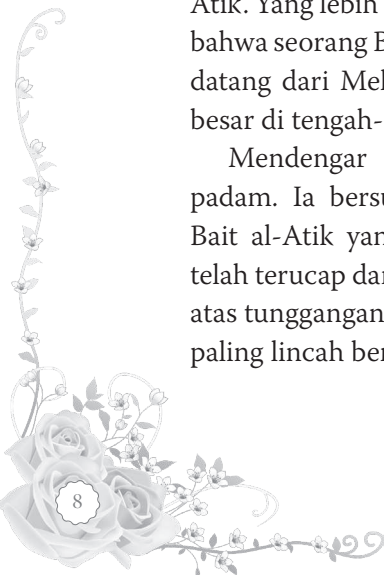 Atik. Yang lebih
bahwa seorang B
datang dari Mek
besar di tengah-
Mendengar
padam. Ia bersu
Bait al-Atik yan
telah terucap dar
atas tunggangan
paling lincah ber
8